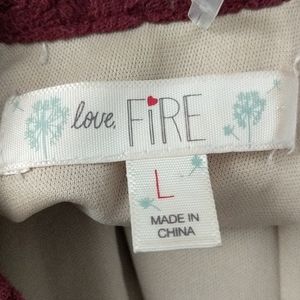 love, FiRE
L
MADE IN
CHINA